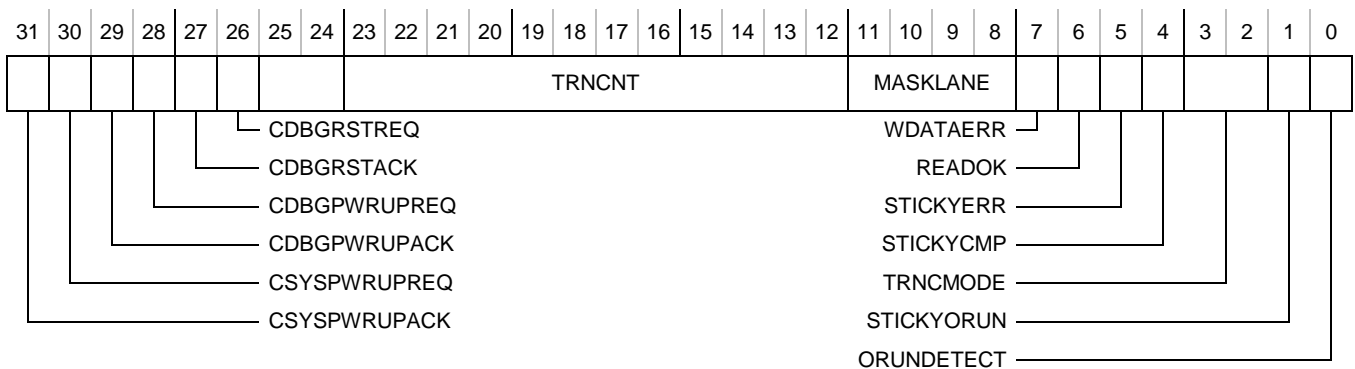 31 30 29 28 27 26 25 24 23 22 21 20 19 18 17 16 15 14 13 12 11 10 9 8 7 6 5 4 3 2 1 0
TRNCNT MASKLANE
CDBGRSTREQ WDATAERR
CDBGRSTACK READOK
CDBGPWRUPREQ STICKYERR
CDBGPWRUPACK STICKYCMP
CSYSPWRUPREQ TRNCMODE
CSYSPWRUPACK STICKYORUN
ORUNDETECT